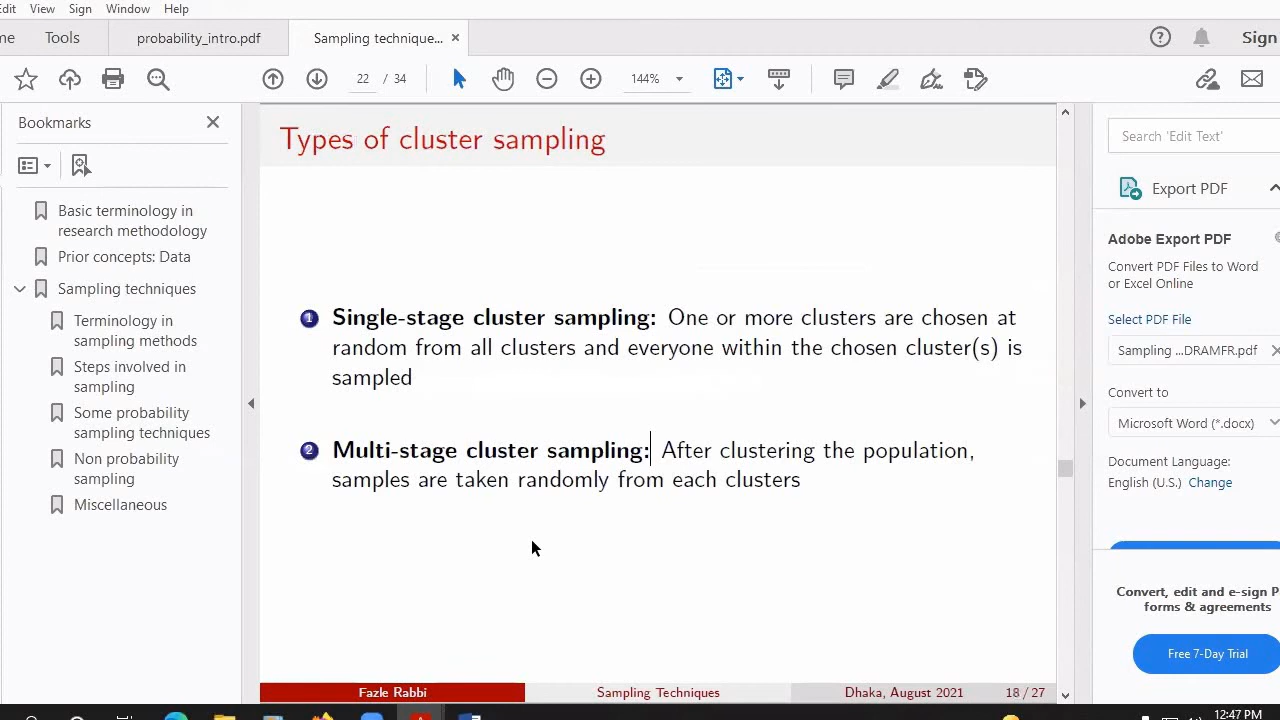 Edit View Sign Window Help
me Tools probability_intro.pdf Sampling technique... × Sign
22 / 34 144%
Bookmarks
Basic terminology in
research methodology
Prior concepts: Data
Sampling techniques
Terminology in
sampling methods
Steps involved in
sampling
Some probability
sampling techniques
Non probability
sampling
Miscellaneous
Types of cluster sampling
1 Single-stage cluster sampling: One or more clusters are chosen at
random from all clusters and everyone within the chosen cluster(s) is
sampled
2 Multi-stage cluster sampling: After clustering the population,
samples are taken randomly from each clusters
Fazle Rabbi Sampling Techniques Dhaka, August 2021 18 / 27
Search 'Edit Text'
Export PDF
Adobe Export PDF
Convert PDF Files to Word
or Excel Online
Select PDF File
Sampling ...DRAMFR.pdf
Convert to
Microsoft Word (*.docx)
Document Language:
English (U.S.) Change
Convert, edit and e-sign P
forms & agreements
Free 7-Day Trial
12:47 PM